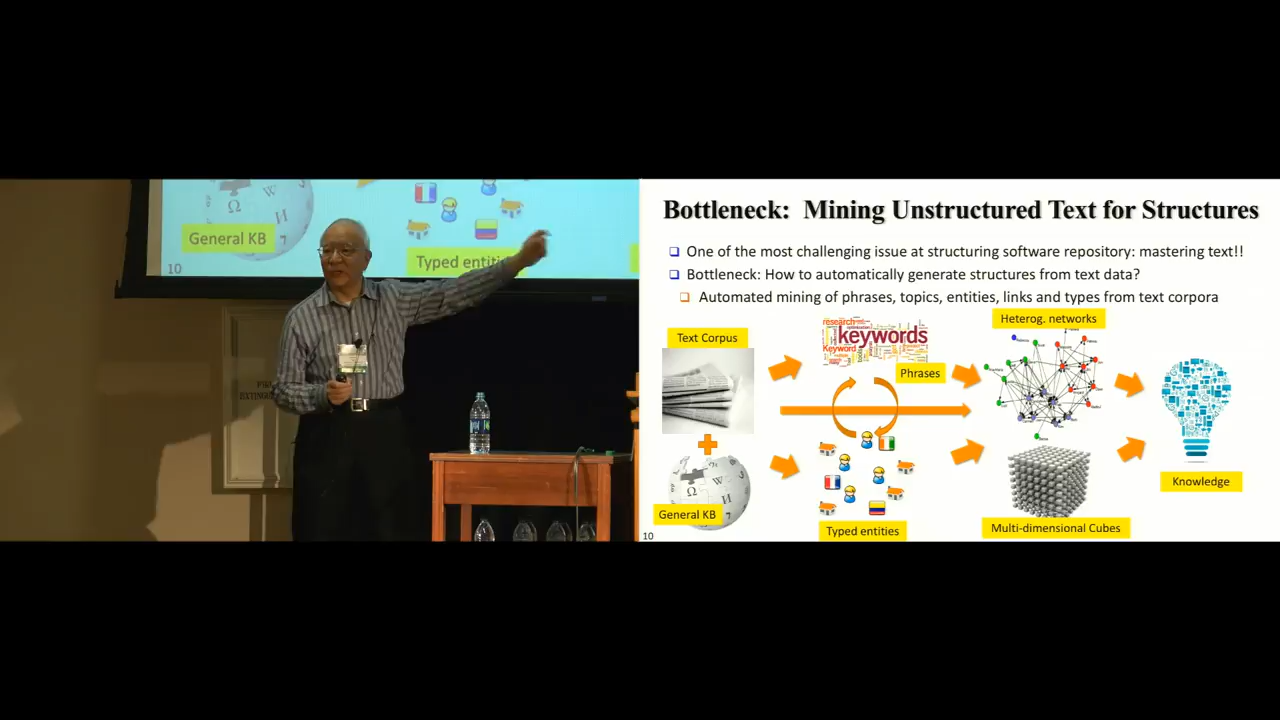 General KB
Typed entiti
10
Bottleneck: Mining Unstructured Text for Structures
One of the most challenging issue at structuring software repository: mastering text!!
Bottleneck: How to automatically generate structures from text data?
Automated mining of phrases, topics, entities, links and types from text corpora
Text Corpus
research
keywords
Keyword
Phrases
Heterog. networks
General KB
Typed entities
Multi-dimensional Cubes
Knowledge
10